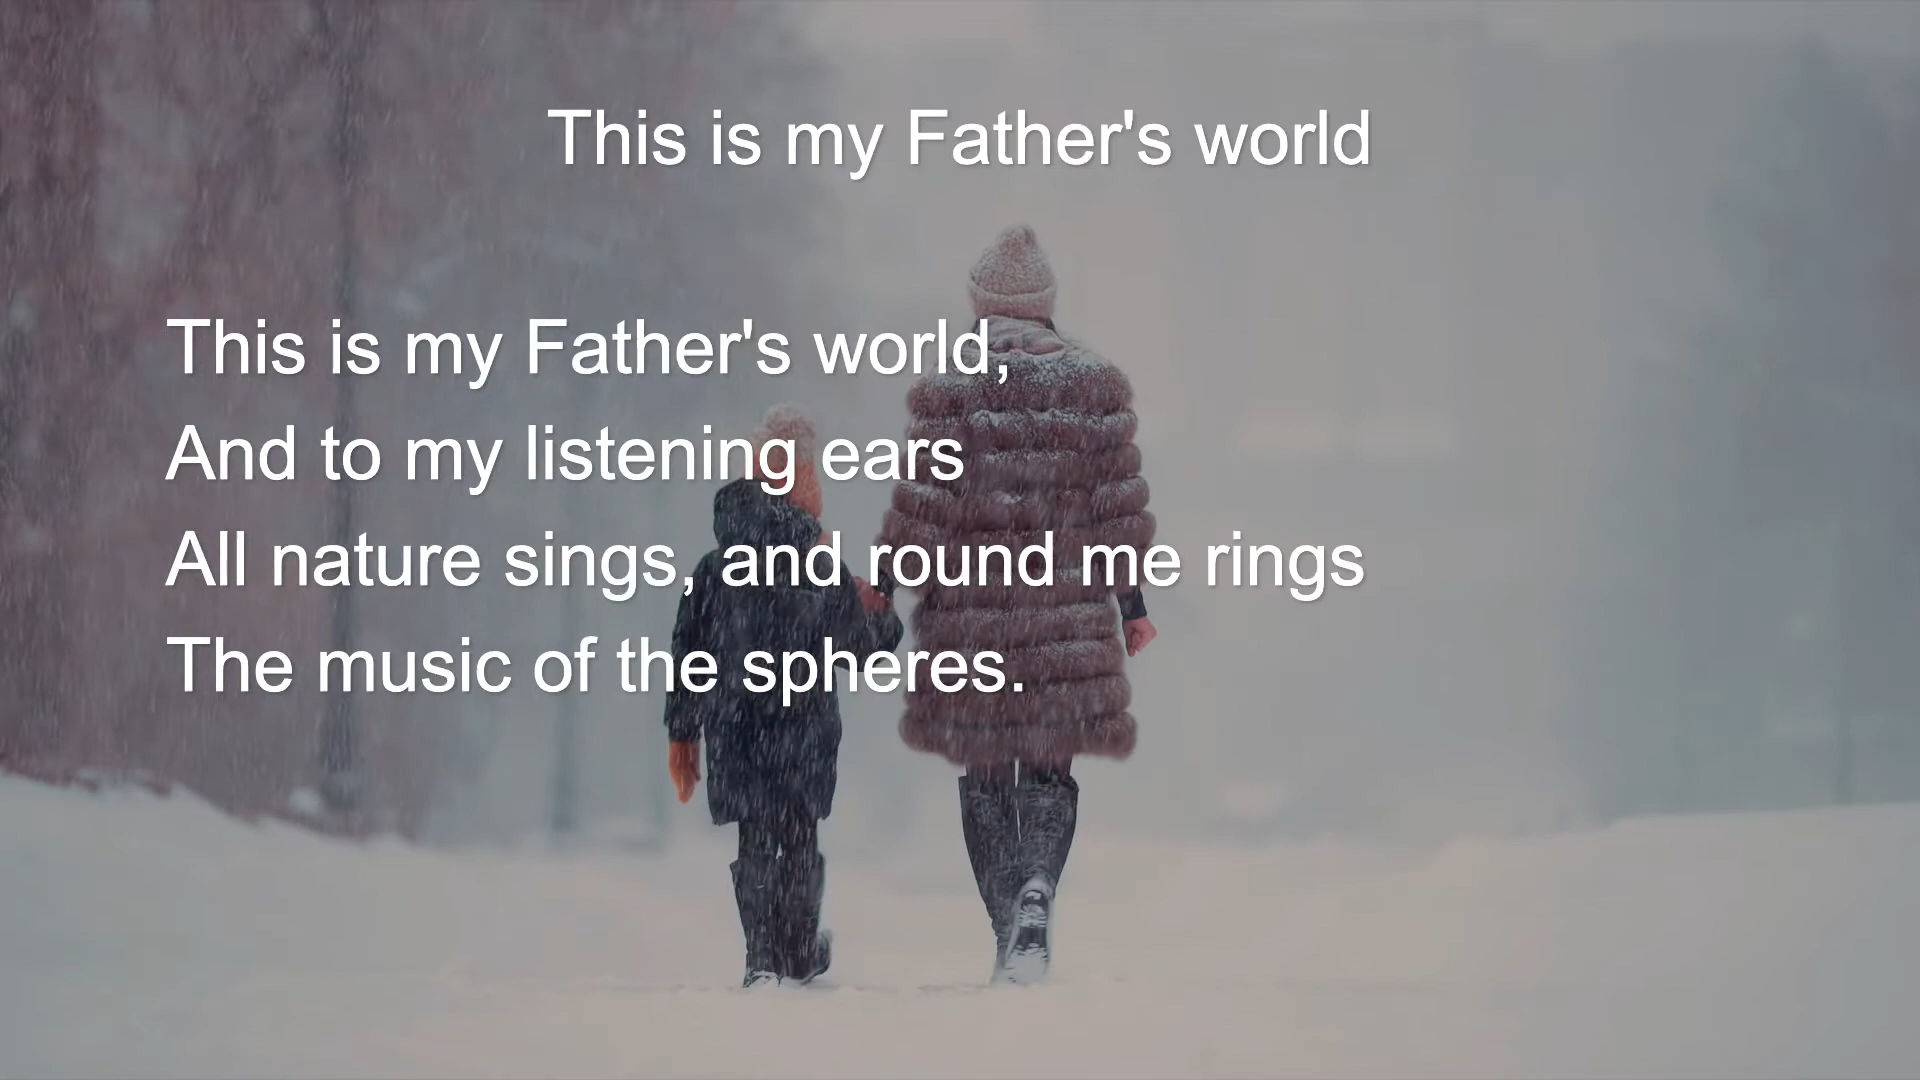 This is my Father's world
This is my Father's world,
And to my listening ears
All nature sings, and round me rings
The music of the spheres.